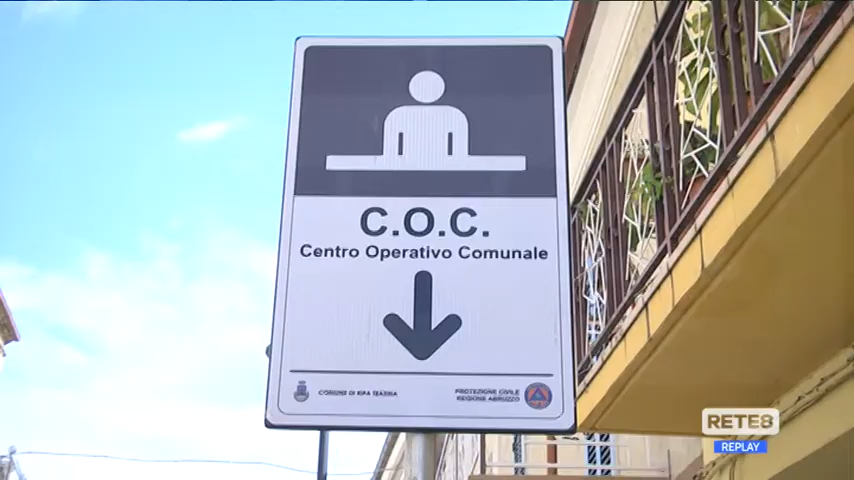 C.O.C.
Centro Operativo Comunale
COMUNE DI RIPA TEATINA
PROTEZIONE CIVILE
REGIONE ABRUZZO
RETE8
REPLAY